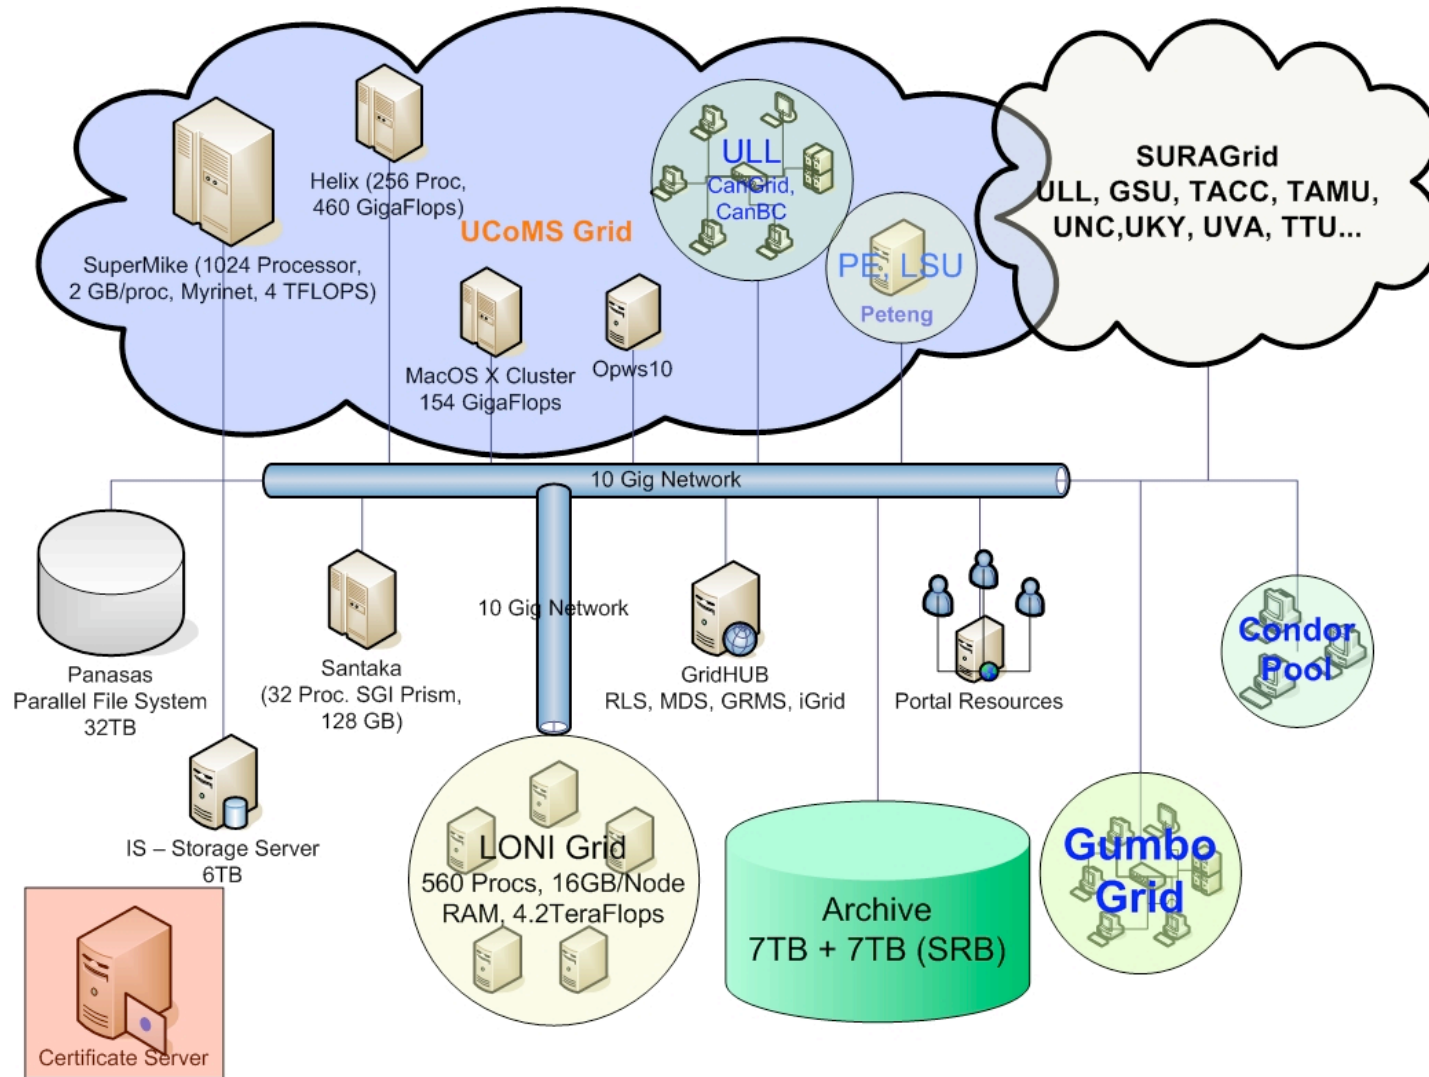 Helix (256 Proc,
460 GigaFlops)
UCoMS Grid
SuperMike (1024 Processor,
2 GB/proc, Myrinet, 4 TFLOPS)
ULL
CanGrid,
CanBC
PE, LSU
Peteng
MacOS X Cluster
154 GigaFlops
Opws10
SURAGrid
ULL, GSU, TACC, TAMU,
UNC,UKY, UVA, TTU...
10 Gig Network
10 Gig Network
Panasas
Parallel File System
32TB
Santaka
(32 Proc. SGI Prism,
128 GB)
GridHUB
RLS, MDS, GRMS, iGrid
Portal Resources
Condor
Pool
IS – Storage Server
6TB
LONI Grid
560 Procs, 16GB/Node
RAM, 4.2TeraFlops
Archive
7TB + 7TB (SRB)
Gumbo
Grid
Certificate Server